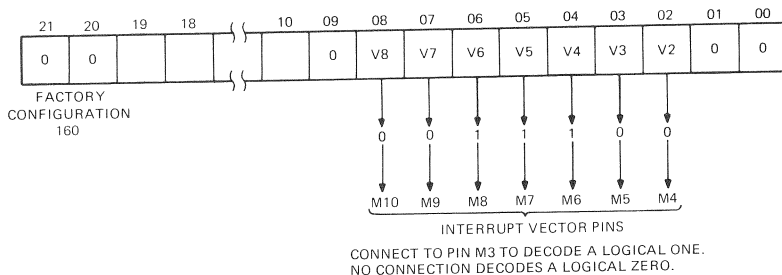 21 20 19 18 10 09 08 07 06 05 04 03 02 01 00
0 0 0 V8 V7 V6 V5 V4 V3 V2 0 0
FACTORY
CONFIGURATION
160
0 0 1 1 1 0 0
M10 M9 M8 M7 M6 M5 M4
INTERRUPT VECTOR PINS
CONNECT TO PIN M3 TO DECODE A LOGICAL ONE.
NO CONNECTION DECODES A LOGICAL ZERO.